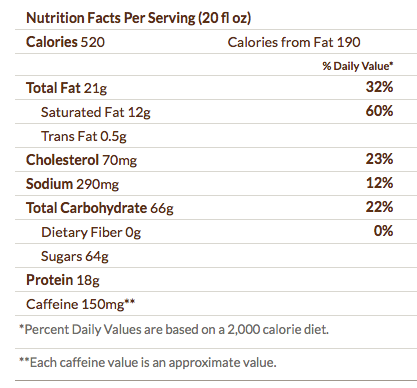 Nutrition Facts Per Serving (20 fl oz)
Calories 520 Calories from Fat 190
% Daily Value*
Total Fat 21g 32%
Saturated Fat 12g 60%
Trans Fat 0.5g
Cholesterol 70mg 23%
Sodium 290mg 12%
Total Carbohydrate 66g 22%
Dietary Fiber 0g 0%
Sugars 64g
Protein 18g
Caffeine 150mg**
*Percent Daily Values are based on a 2,000 calorie diet.
**Each caffeine value is an approximate value.